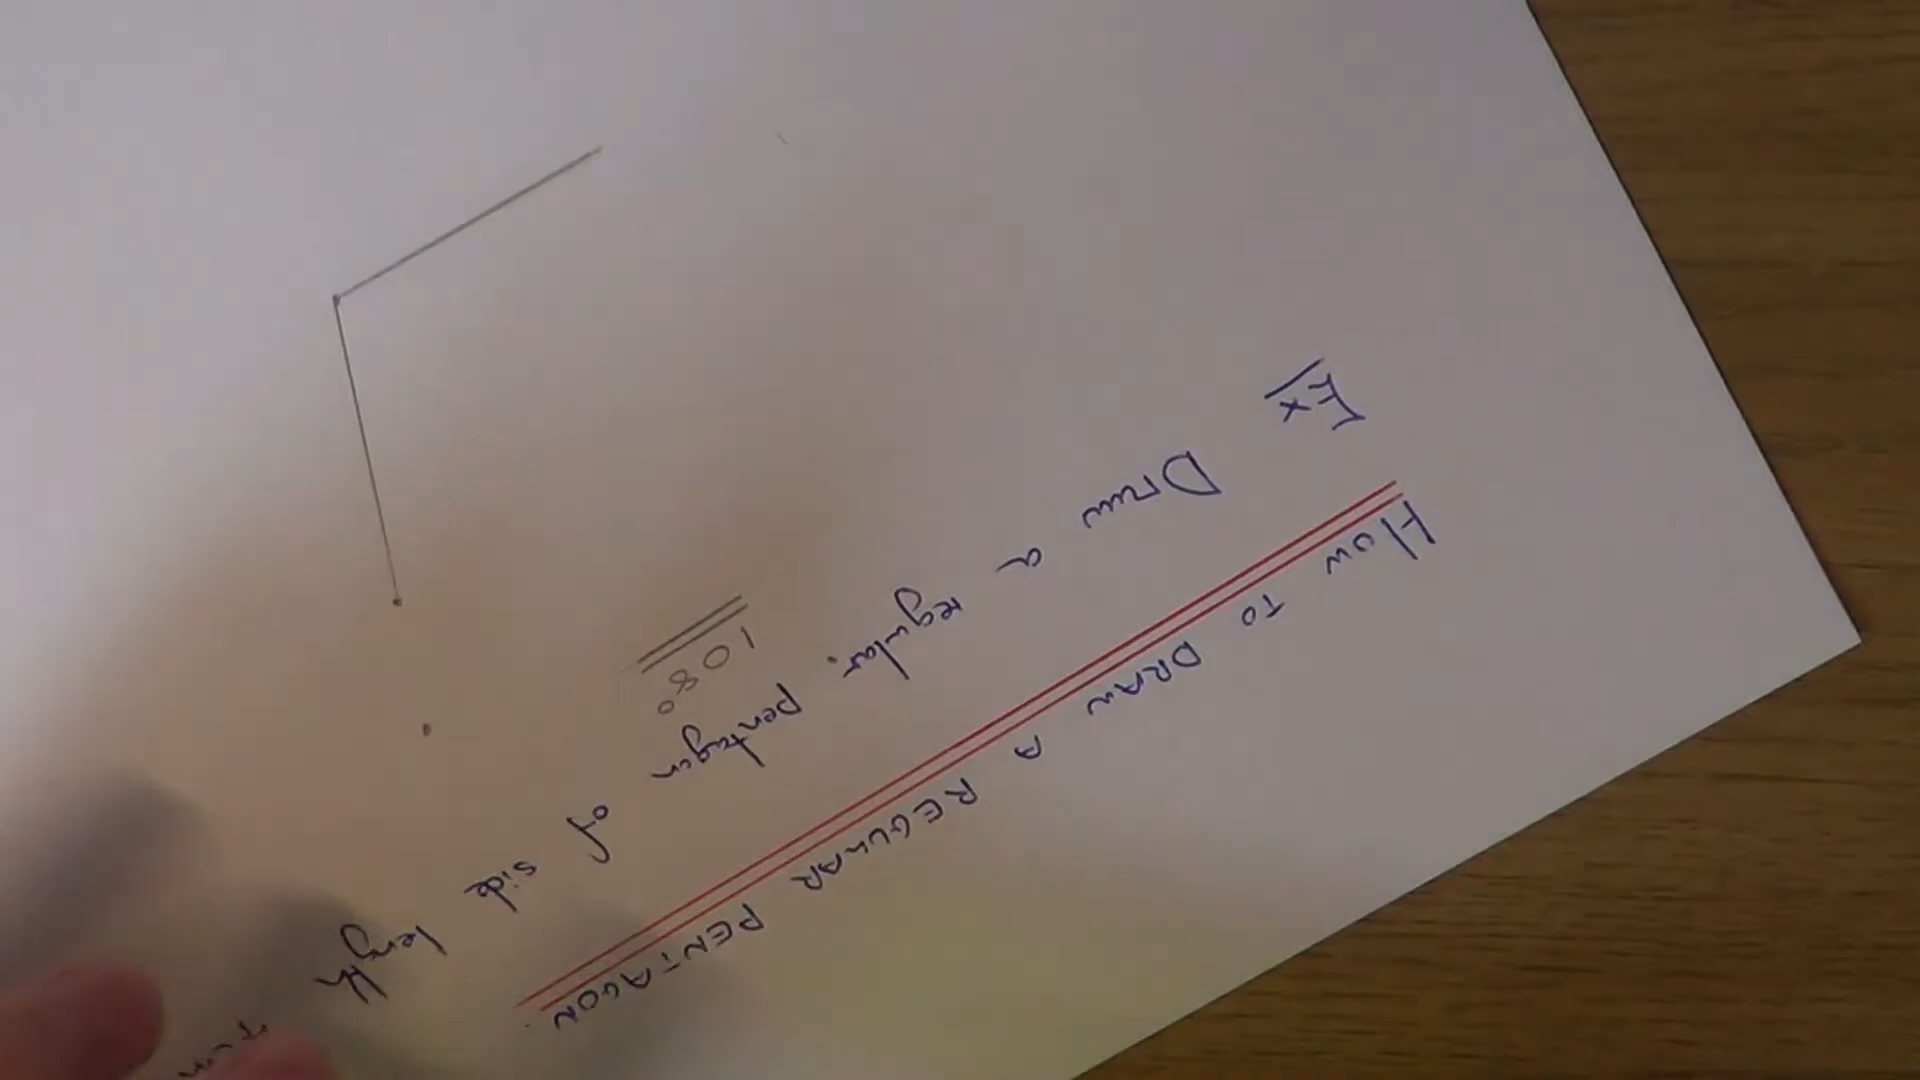 HOW TO DRAW A REGULAR PENTAGON
Ex Draw a regular pentagon of side length
108°